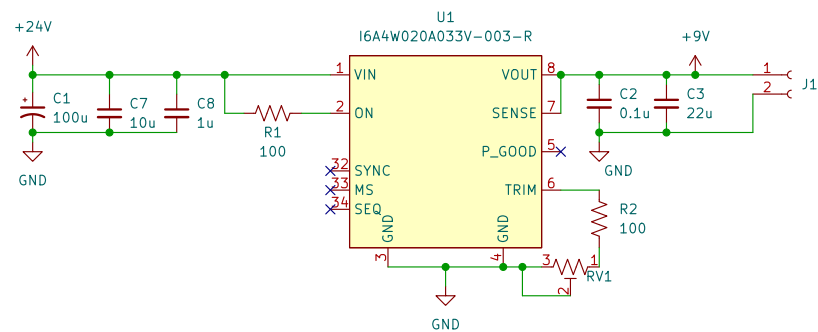 U1
I6A4W020A033V-003-R
+24V
+9V
1 VIN
VOUT 8
1
2
J1
C1
100u
C7
10u
C8
1u
2 ON
SENSE 7
C2
0.1u
C3
22u
R1
100
P_GOOD 5
GND
GND
32 SYNC
33 MS
34 SEQ
TRIM 6
R2
100
GND
GND
3
4
3
1
RV1
2
GND